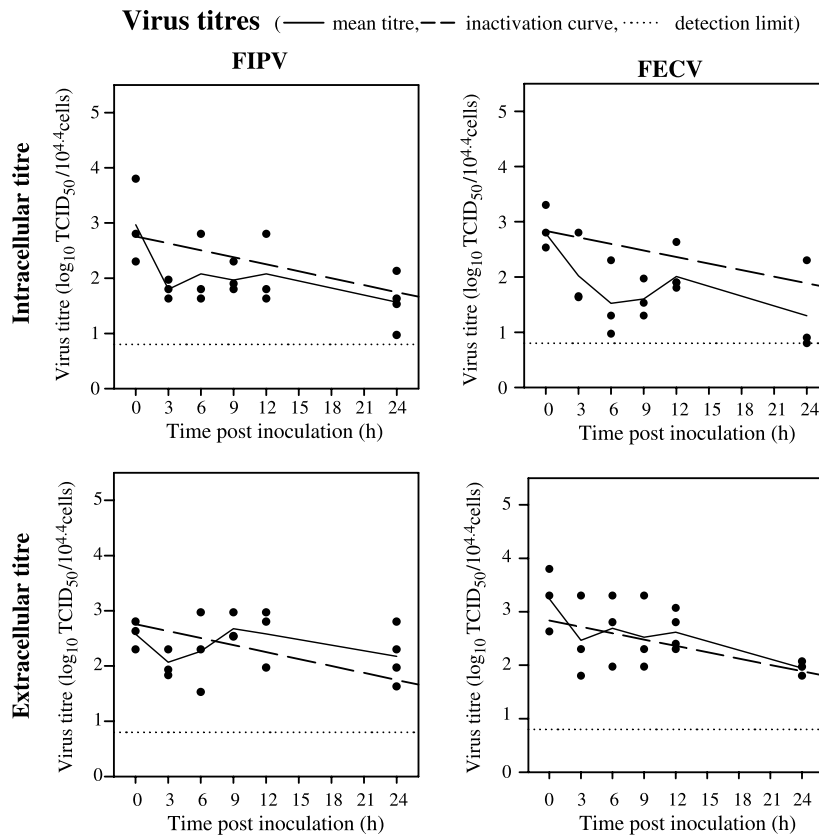 Virus titres (—— mean titre, — — inactivation curve, ······ detection limit)
FIPV
FECV
Intracellular titre
Virus titre (log10 TCID50/10^4.4cells)
5
4
3
2
1
0
0 3 6 9 12 15 18 21 24
Time post inoculation (h)
Virus titre (log10 TCID50/10^4.4cells)
5
4
3
2
1
0
0 3 6 9 12 15 18 21 24
Time post inoculation (h)
Extracellular titre
Virus titre (log10 TCID50/10^4.4cells)
5
4
3
2
1
0
0 3 6 9 12 15 18 21 24
Time post inoculation (h)
Virus titre (log10 TCID50/10^4.4cells)
5
4
3
2
1
0
0 3 6 9 12 15 18 21 24
Time post inoculation (h)